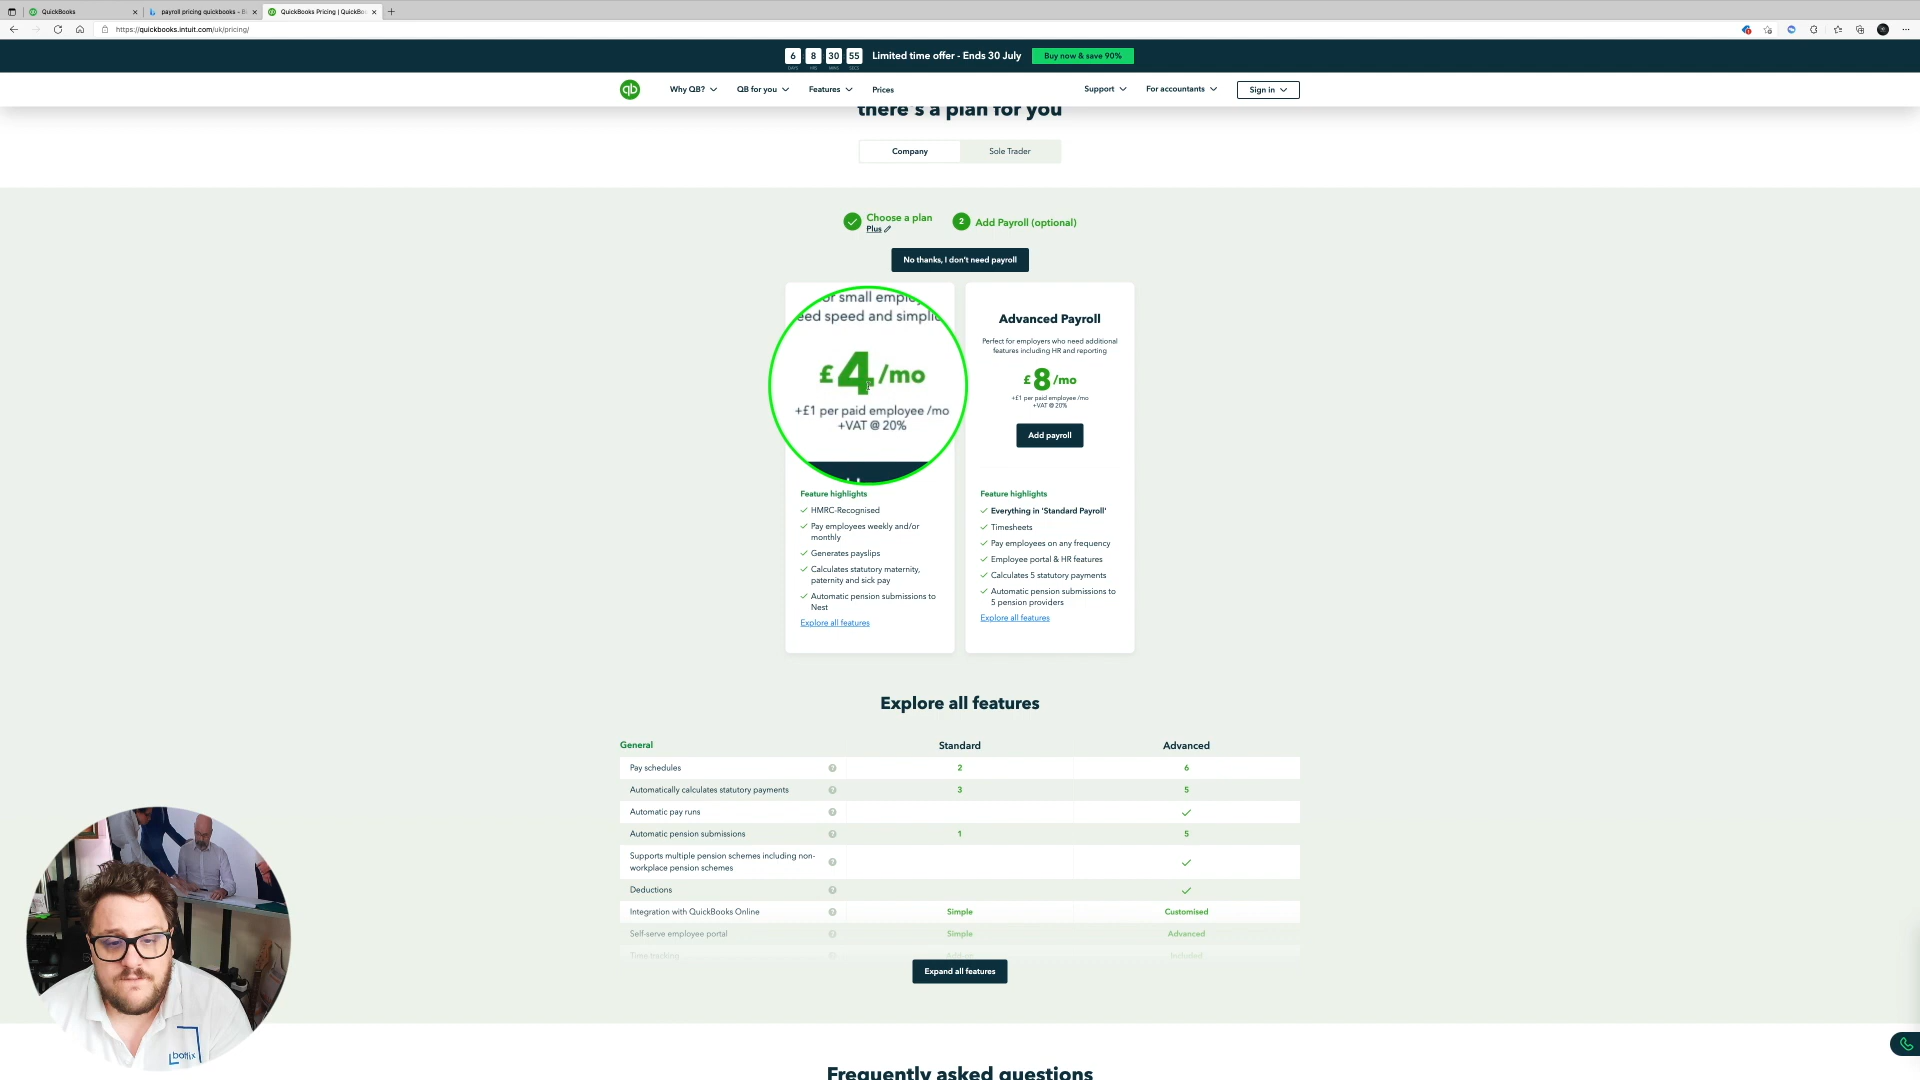 QuickBooks
payroll pricing quickbooks - Bi
QuickBooks Pricing | QuickBo
https://quickbooks.intuit.com/uk/pricing/
6 8 30 55
DAYS HRS MINS SECS
Limited time offer - Ends 30 July
Buy now & save 90%
qb
Why QB?
QB for you
Features
Prices
Support
For accountants
Sign in
there's a plan for you
Company
Sole Trader
Choose a plan
Plus
2
Add Payroll (optional)
No thanks, I don't need payroll
or small emplo
eed speed and simplic
£4/mo
+£1 per paid employee /mo
+VAT @ 20%
Feature highlights
HMRC-Recognised
Pay employees weekly and/or
monthly
Generates payslips
Calculates statutory maternity,
paternity and sick pay
Automatic pension submissions to
Nest
Explore all features
Advanced Payroll
Perfect for employers who need additional
features including HR and reporting
£8/mo
+£1 per paid employee /mo
+VAT @ 20%
Add payroll
Feature highlights
Everything in 'Standard Payroll'
Timesheets
Pay employees on any frequency
Employee portal & HR features
Calculates 5 statutory payments
Automatic pension submissions to
5 pension providers
Explore all features
Explore all features
General Standard Advanced
Pay schedules ? 2 6
Automatically calculates statutory payments ? 3 5
Automatic pay runs ?
Automatic pension submissions ? 1 5
Supports multiple pension schemes including non-
workplace pension schemes ?
Deductions ?
Integration with QuickBooks Online ? Simple Customised
Self-serve employee portal ? Simple Advanced
Time tracking ? Add-on Included
Expand all features
Frequently asked questions